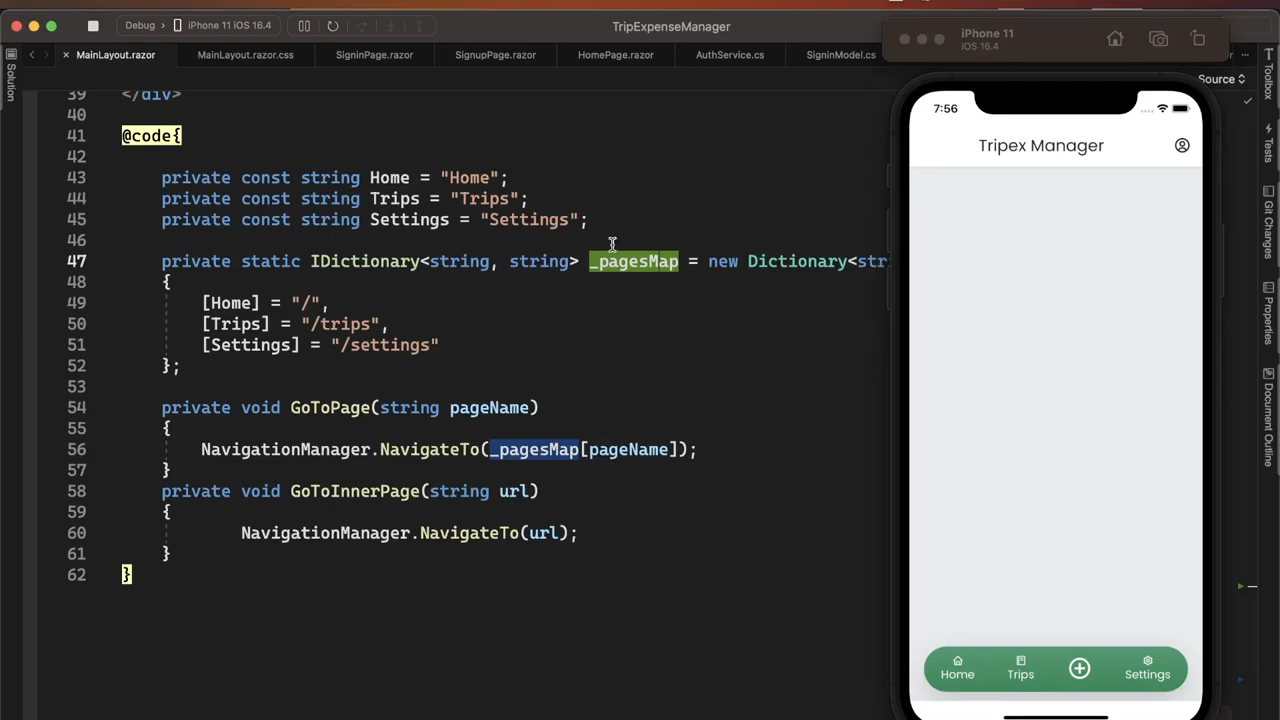 Debug > iPhone 11 iOS 16.4
TripExpenseManager
MainLayout.razor
MainLayout.razor.css
SigninPage.razor
SignupPage.razor
HomePage.razor
AuthService.cs
SigninModel.cs
Solution
Source
Toolbox
Tests
Git Changes
Properties
Document Outline
39 </div>
40
41 @code{
42
43 private const string Home = "Home";
44 private const string Trips = "Trips";
45 private const string Settings = "Settings";
46
47 private static IDictionary<string, string> _pagesMap = new Dictionary<stri
48 {
49 [Home] = "/",
50 [Trips] = "/trips",
51 [Settings] = "/settings"
52 };
53
54 private void GoToPage(string pageName)
55 {
56 NavigationManager.NavigateTo(_pagesMap[pageName]);
57 }
58 private void GoToInnerPage(string url)
59 {
60 NavigationManager.NavigateTo(url);
61 }
62 }
iPhone 11
iOS 16.4
7:56
Tripex Manager
Home
Trips
Settings